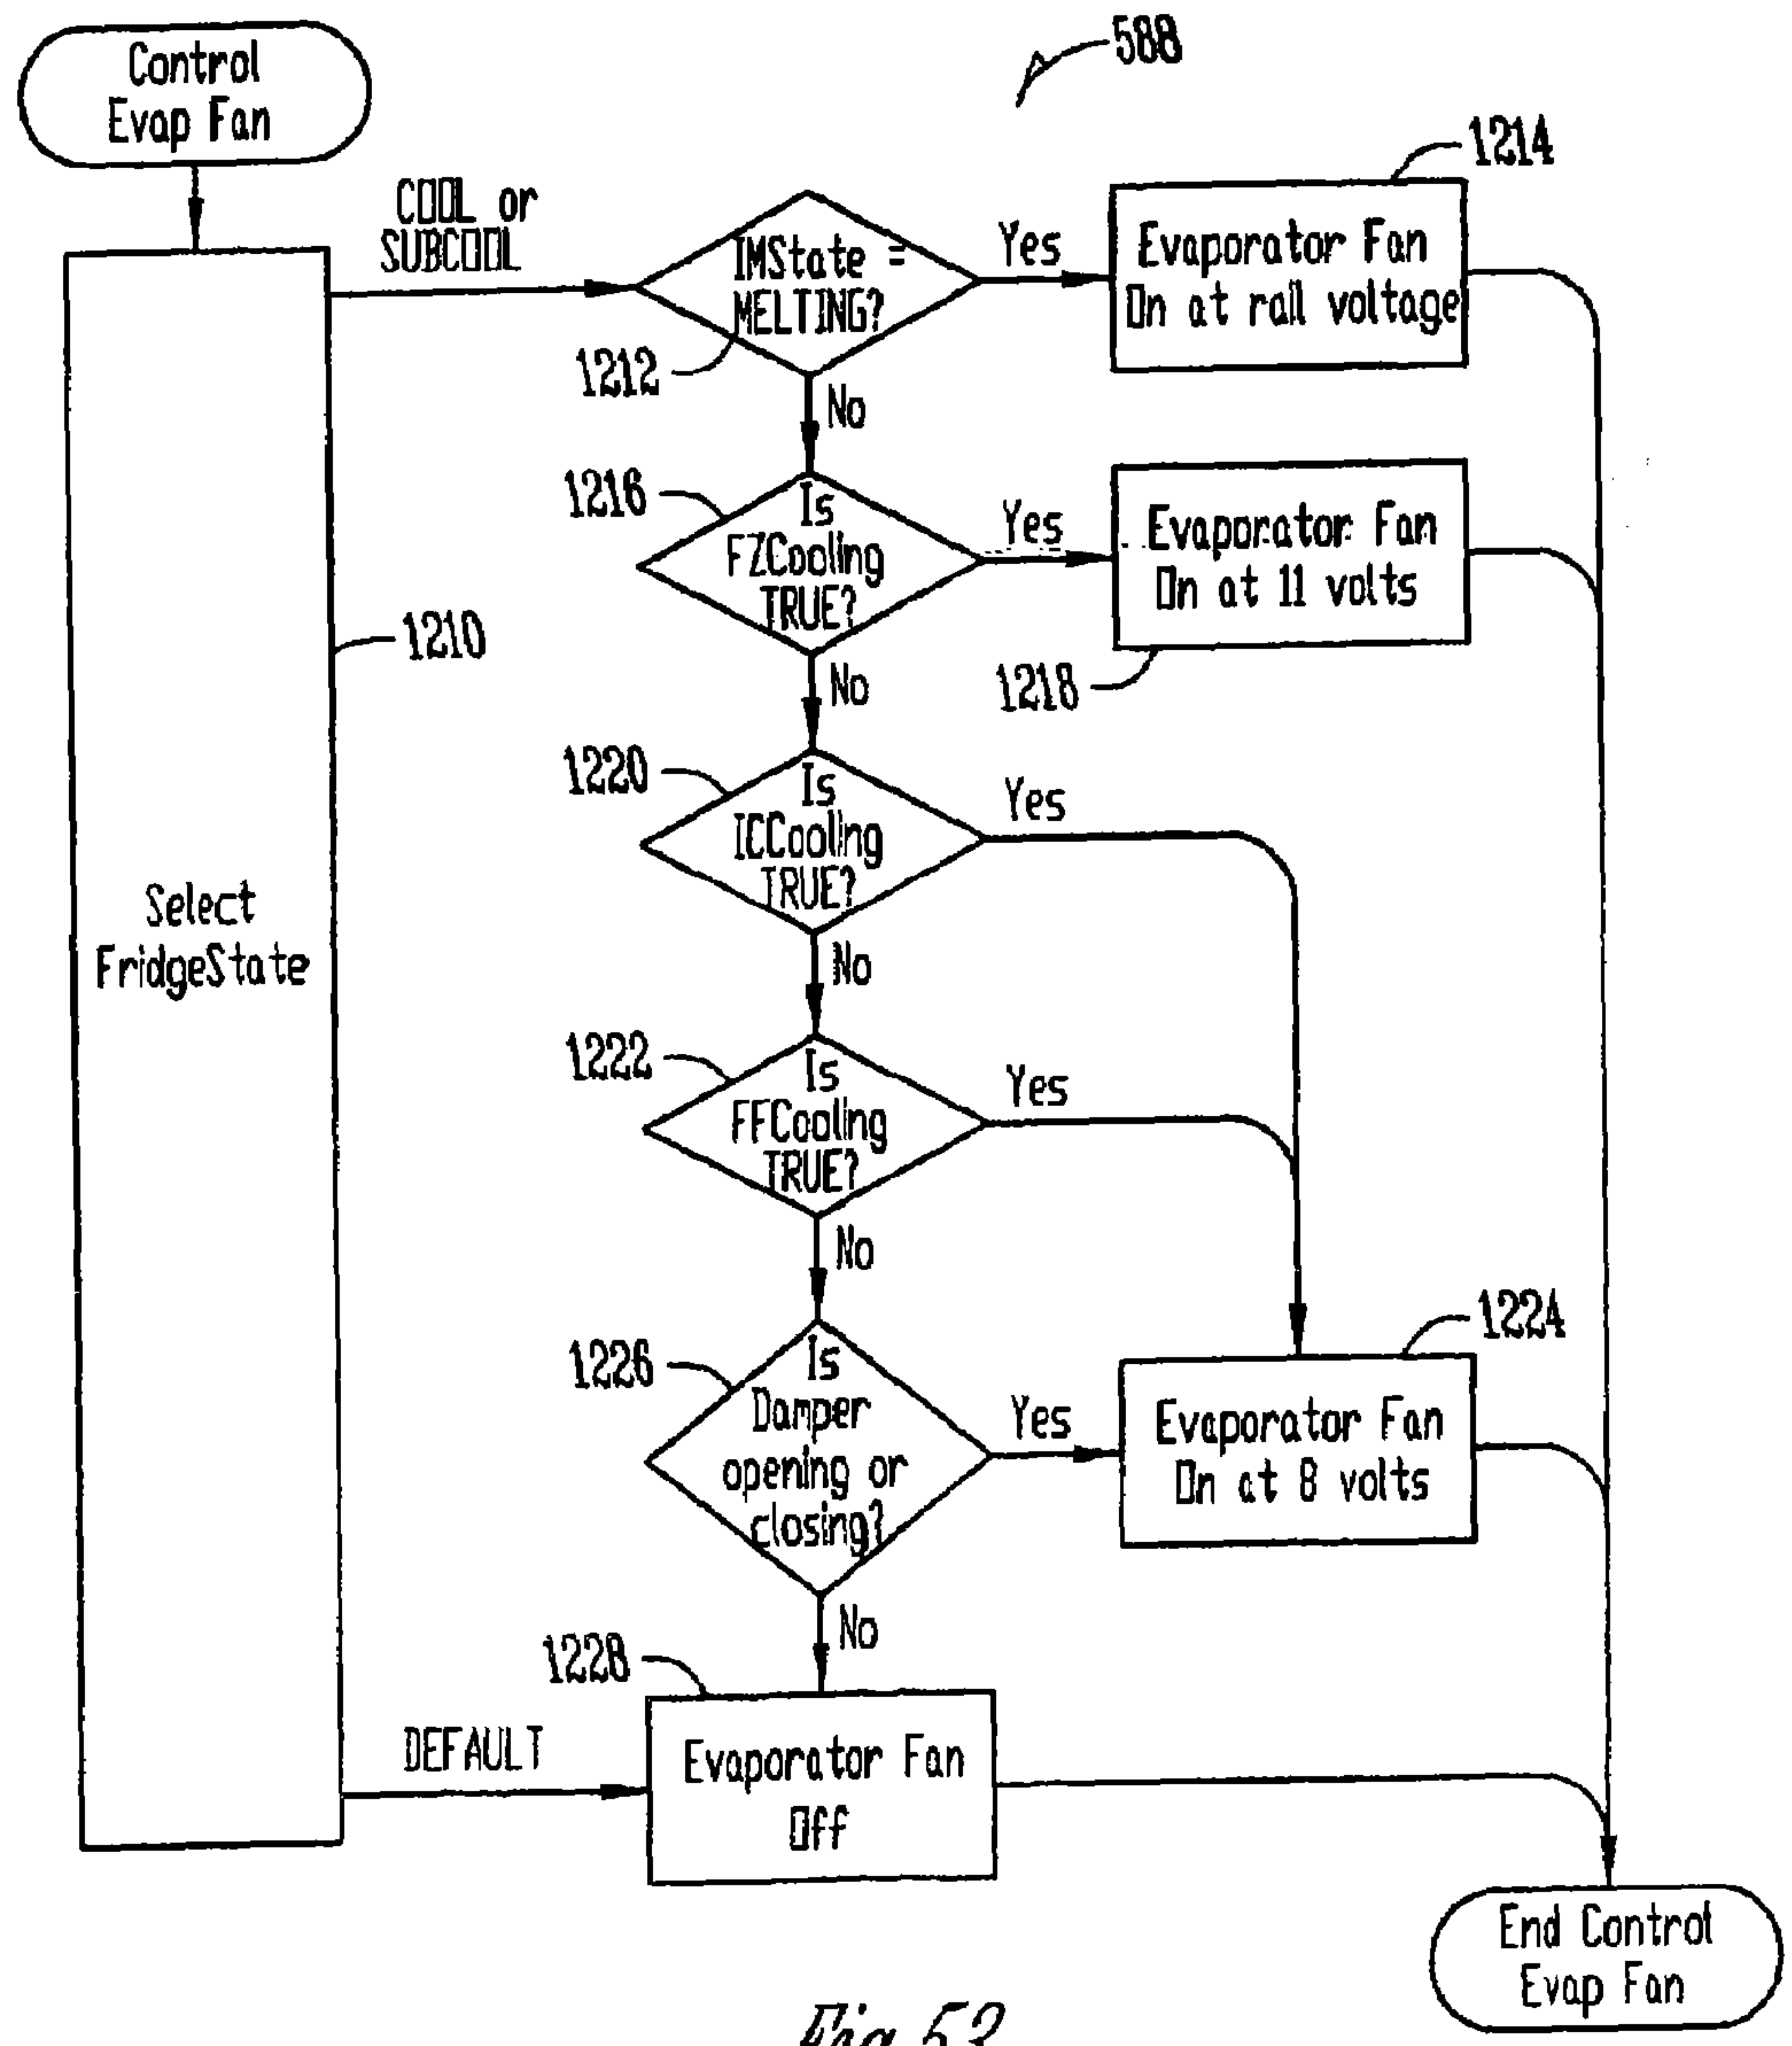 Control
Evap Fan
588
1214
COOL or
SUBCOOL
IMState =
MELTING?
Yes
Evaporator Fan
On at rail voltage
1212
No
1216
Is
FZCooling
TRUE?
Yes
Evaporator Fan
On at 11 volts
1210
No
1218
1220
Is
ICCooling
TRUE?
Yes
Select
FridgeState
No
1222
Is
FFCooling
TRUE?
Yes
No
1224
1226
Is
Damper
opening or
closing?
Yes
Evaporator Fan
On at 8 volts
No
1228
DEFAULT
Evaporator Fan
Off
End Control
Evap Fan